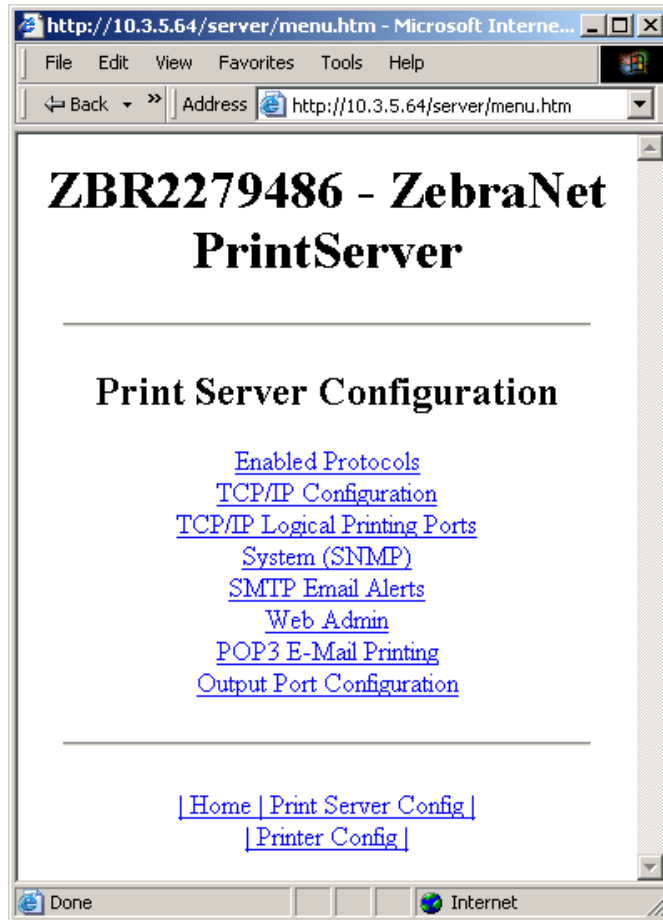 http://10.3.5.64/server/menu.htm - Microsoft Interne...
File Edit View Favorites Tools Help
Back » Address http://10.3.5.64/server/menu.htm
ZBR2279486 - ZebraNet
PrintServer
Print Server Configuration
Enabled Protocols
TCP/IP Configuration
TCP/IP Logical Printing Ports
System (SNMP)
SMTP Email Alerts
Web Admin
POP3 E-Mail Printing
Output Port Configuration
| Home | Print Server Config |
| Printer Config |
Done Internet